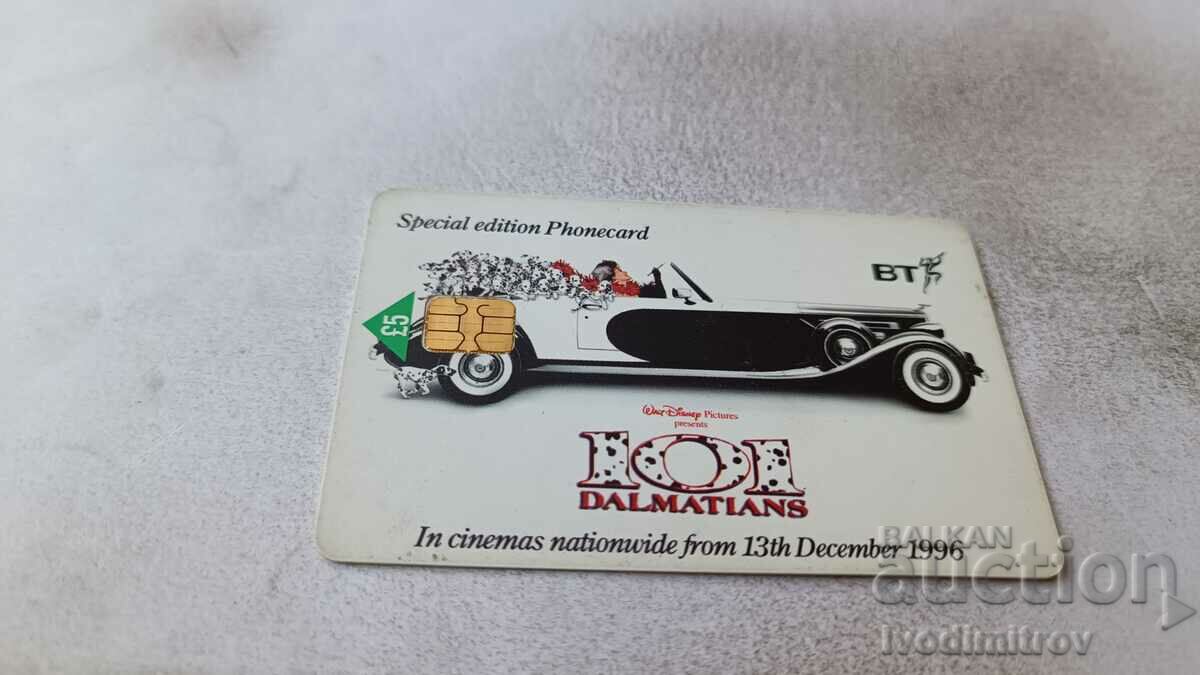 Special edition Phonecard
BT
£5
Walt Disney Pictures
presents
101
DALMATIANS
In cinemas nationwide from 13th December 1996
BALKAN
auction
Ivodimitrov